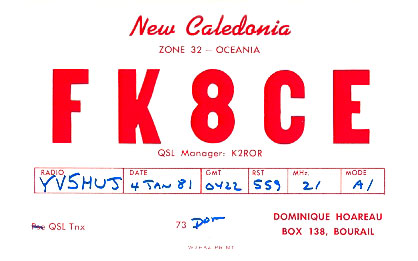 New Caledonia
ZONE 32 - OCEANIA
FK8CE
QSL Manager: K2ROR
RADIO DATE GMT RST MHz. MODE
YV5HUJ 4 JAN 81 0422 559 21 A1
QSL Tnx 73 Dom
DOMINIQUE HOAREAU
BOX 138, BOURAIL